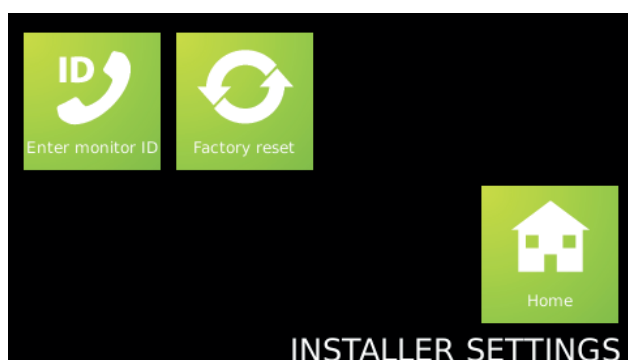 ID
Enter monitor ID
Factory reset
Home
INSTALLER SETTINGS